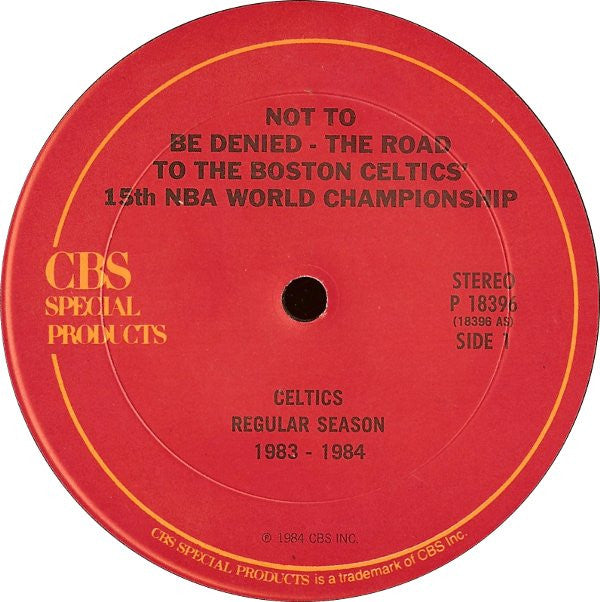 NOT TO
BE DENIED - THE ROAD
TO THE BOSTON CELTICS'
15th NBA WORLD CHAMPIONSHIP
CBS
SPECIAL
PRODUCTS
STEREO
P 18396
(18396 AS)
SIDE 1
CELTICS
REGULAR SEASON
1983 - 1984
℗ 1984 CBS INC.
CBS SPECIAL PRODUCTS is a trademark of CBS Inc.